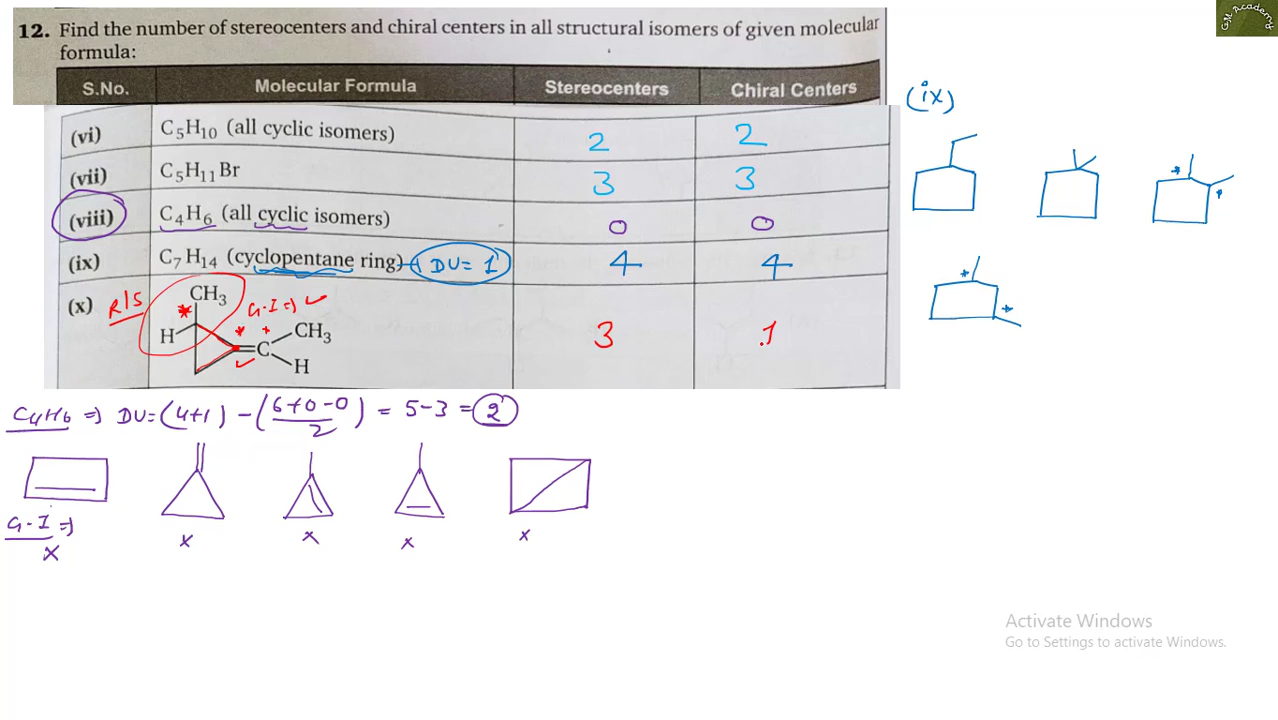 GM Academy
12. Find the number of stereocenters and chiral centers in all structural isomers of given molecular
formula:
S.No. Molecular Formula Stereocenters Chiral Centers
(ix)
(vi) C5H10 (all cyclic isomers) 2 2
(vii) C5H11Br 3 3
(viii) C4H6 (all cyclic isomers) 0 0
(ix) C7H14 (cyclopentane ring) DU= 1 4 4
(x) R/S CH3 G·I=) ✓
H C CH3 3 1
H
C4H6 => DU=(4+1) -(6+0-0/2) = 5-3 = 2
G·I =>
x x x x x
Activate Windows
Go to Settings to activate Windows.